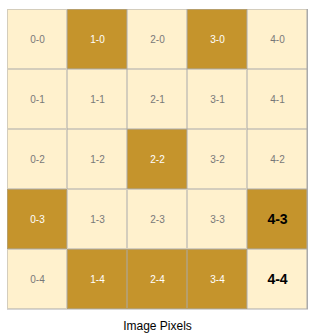 0-0 1-0 2-0 3-0 4-0
0-1 1-1 2-1 3-1 4-1
0-2 1-2 2-2 3-2 4-2
0-3 1-3 2-3 3-3 4-3
0-4 1-4 2-4 3-4 4-4
Image Pixels